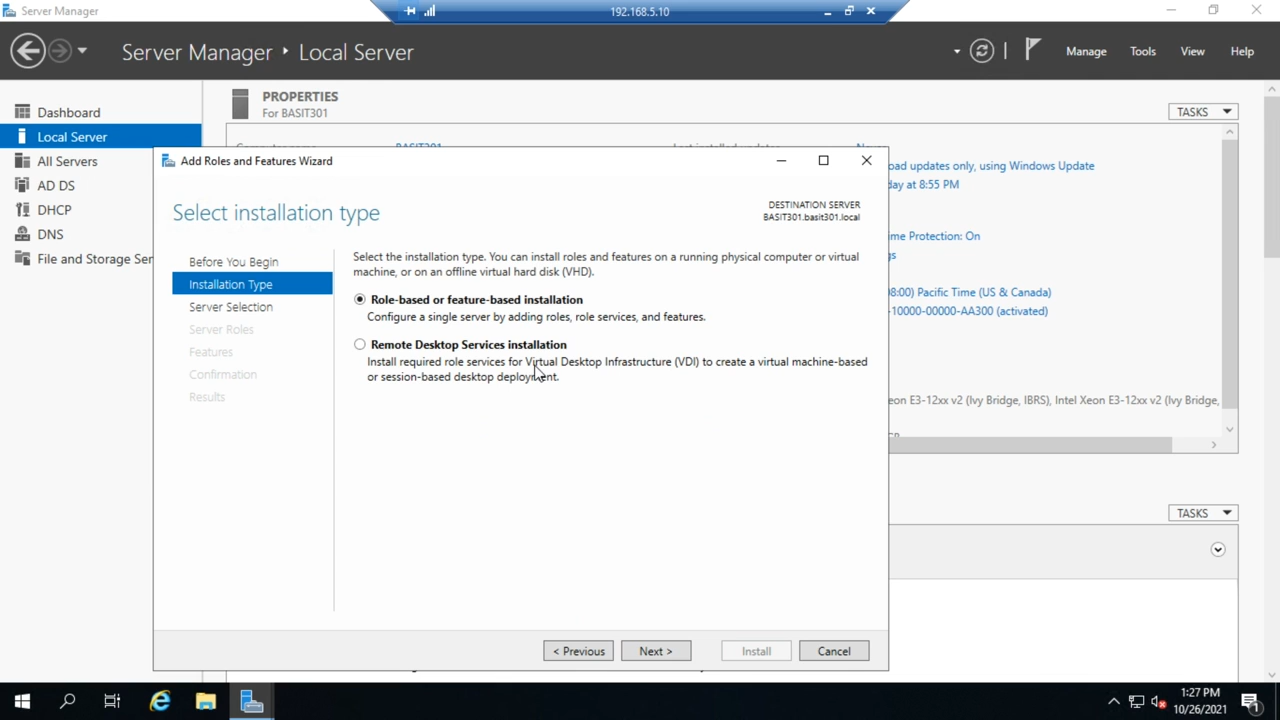 Server Manager
192.168.5.10
Server Manager • Local Server
Manage
Tools
View
Help
Dashboard
Local Server
All Servers
AD DS
DHCP
DNS
File and Storage Ser
PROPERTIES
For BASIT301
TASKS
BASIT301
Last installed updates
Never
oad updates only, using Windows Update
day at 8:55 PM
ime Protection: On
gs
08:00) Pacific Time (US & Canada)
-10000-00000-AA300 (activated)
eon E3-12xx v2 (Ivy Bridge, IBRS), Intel Xeon E3-12xx v2 (Ivy Bridge,
TASKS
Add Roles and Features Wizard
Select installation type
DESTINATION SERVER
BASIT301.basit301.local
Before You Begin
Installation Type
Server Selection
Server Roles
Features
Confirmation
Results
Select the installation type. You can install roles and features on a running physical computer or virtual
machine, or on an offline virtual hard disk (VHD).
Role-based or feature-based installation
Configure a single server by adding roles, role services, and features.
Remote Desktop Services installation
Install required role services for Virtual Desktop Infrastructure (VDI) to create a virtual machine-based
or session-based desktop deployment.
< Previous
Next >
Install
Cancel
1:27 PM
10/26/2021
1